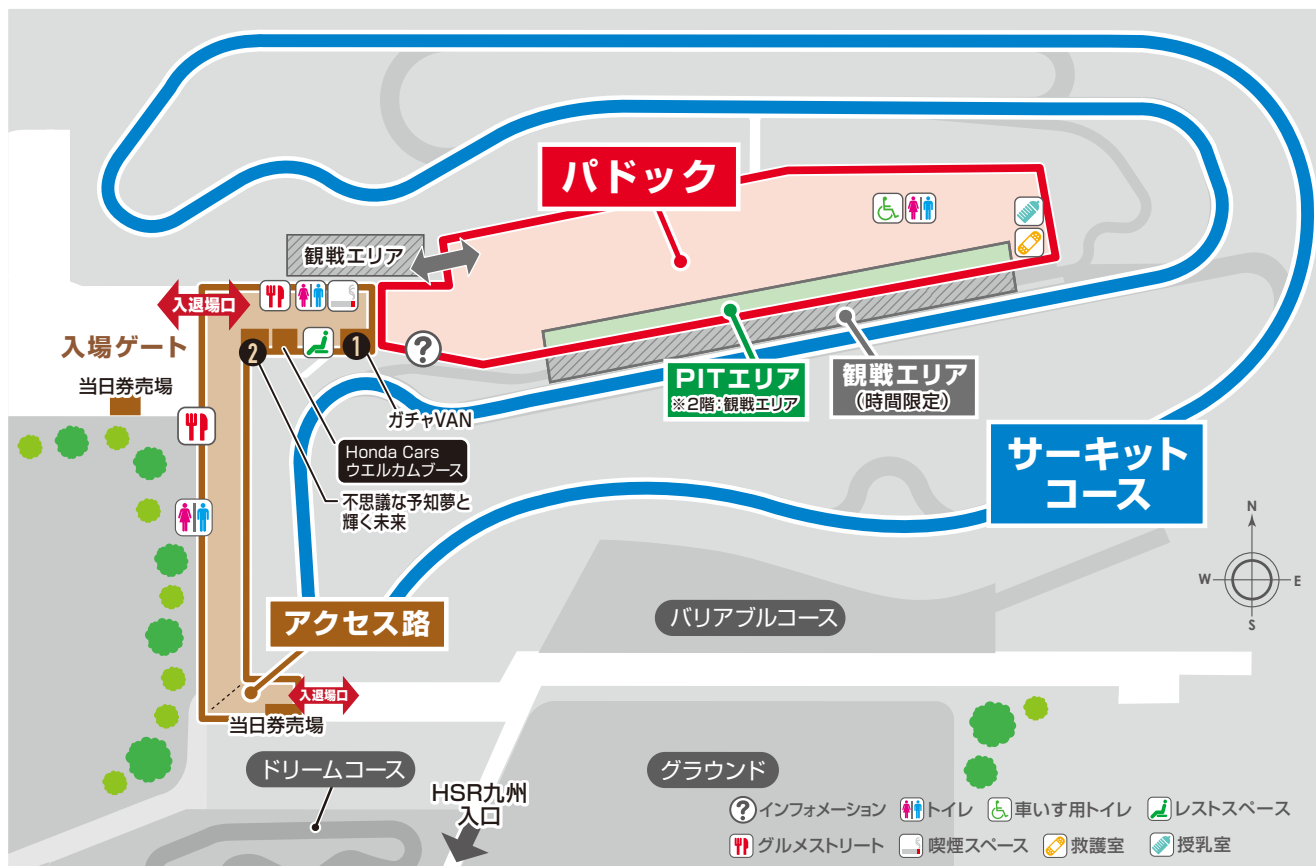 パドック
観戦エリア
入退場口
入場ゲート
当日券売場
2
1
?
PITエリア
※2階:観戦エリア
観戦エリア
(時間限定)
ガチャVAN
Honda Cars
ウエルカムブース
不思議な予知夢と
輝く未来
サーキット
コース
N
W
E
S
アクセス路
バリアブルコース
入退場口
当日券売場
ドリームコース
グラウンド
HSR九州
入口
?インフォメーション
トイレ
車いす用トイレ
レストスペース
グルメストリート
喫煙スペース
救護室
授乳室